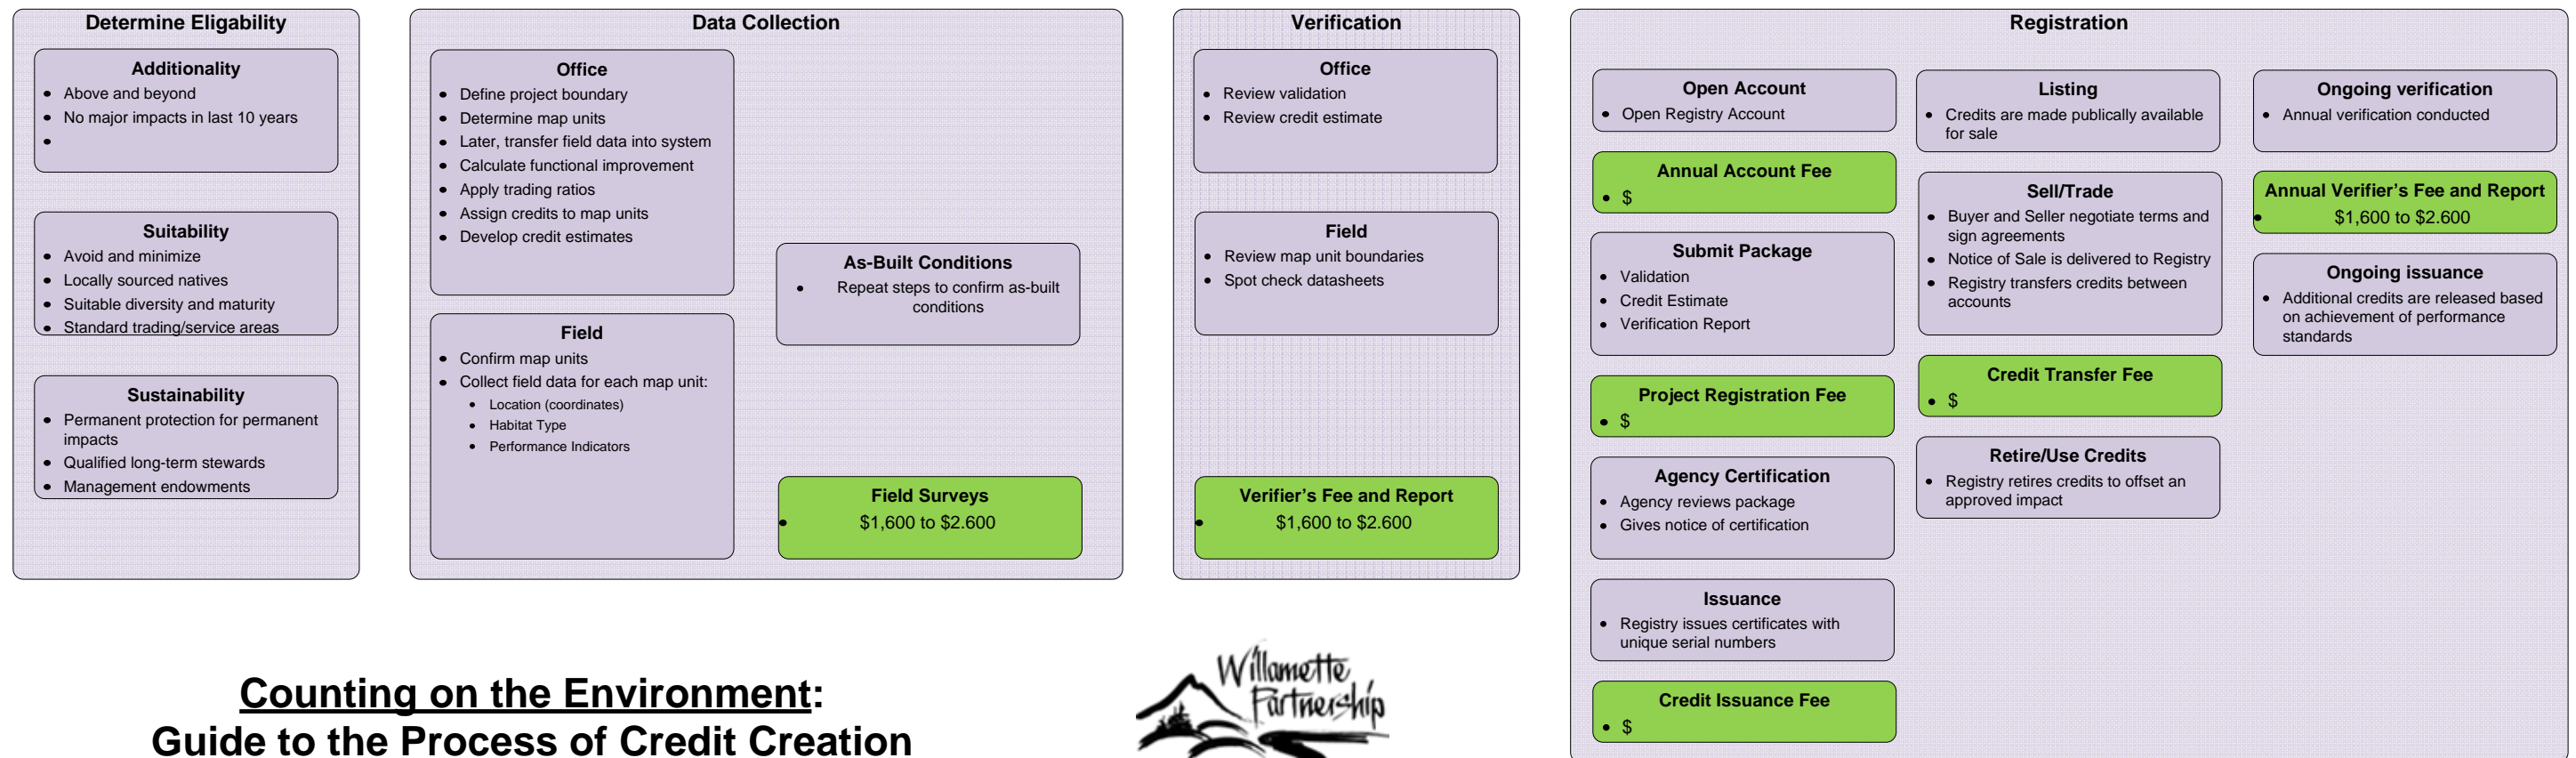 Determine Eligability
Additionality
• Above and beyond
• No major impacts in last 10 years
•
Suitability
• Avoid and minimize
• Locally sourced natives
• Suitable diversity and maturity
• Standard trading/service areas
Sustainability
• Permanent protection for permanent
impacts
• Qualified long-term stewards
• Management endowments
Data Collection
Office
• Define project boundary
• Determine map units
• Later, transfer field data into system
• Calculate functional improvement
• Apply trading ratios
• Assign credits to map units
• Develop credit estimates
Field
• Confirm map units
• Collect field data for each map unit:
• Location (coordinates)
• Habitat Type
• Performance Indicators
As-Built Conditions
• Repeat steps to confirm as-built
conditions
Field Surveys
• $1,600 to $2.600
Verification
Office
• Review validation
• Review credit estimate
Field
• Review map unit boundaries
• Spot check datasheets
Verifier’s Fee and Report
• $1,600 to $2.600
Registration
Open Account
• Open Registry Account
Annual Account Fee
• $
Submit Package
• Validation
• Credit Estimate
• Verification Report
Project Registration Fee
• $
Agency Certification
• Agency reviews package
• Gives notice of certification
Issuance
• Registry issues certificates with
unique serial numbers
Credit Issuance Fee
• $
Listing
• Credits are made publically available
for sale
Sell/Trade
• Buyer and Seller negotiate terms and
sign agreements
• Notice of Sale is delivered to Registry
• Registry transfers credits between
accounts
Credit Transfer Fee
• $
Retire/Use Credits
• Registry retires credits to offset an
approved impact
Ongoing verification
• Annual verification conducted
Annual Verifier’s Fee and Report
• $1,600 to $2.600
Ongoing issuance
• Additional credits are released based
on achievement of performance
standards
Counting on the Environment:
Guide to the Process of Credit Creation
Willamette
Partnership